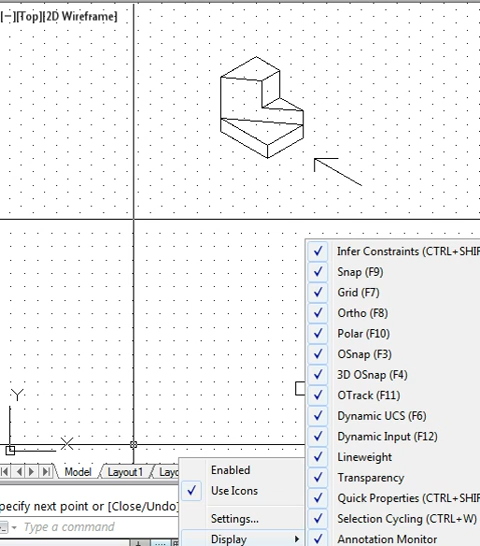 [−][Top][2D Wireframe]
Infer Constraints (CTRL+SHIF
Snap (F9)
Grid (F7)
Ortho (F8)
Polar (F10)
OSnap (F3)
3D OSnap (F4)
OTrack (F11)
Dynamic UCS (F6)
Dynamic Input (F12)
Lineweight
Transparency
Quick Properties (CTRL+SHIF
Selection Cycling (CTRL+W)
Annotation Monitor
Y
X
Model Layout1 Layo
Enabled
Use Icons
Settings...
Display
pecify next point or [Close/Undo]
Type a command